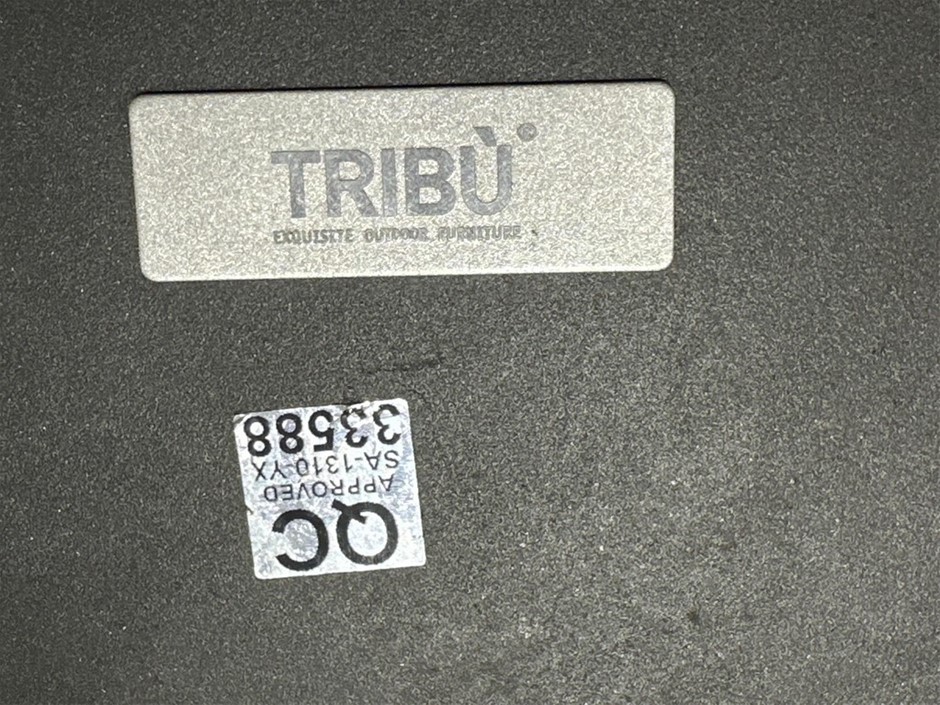 TRIBÙ
EXQUISITE OUTDOOR FURNITURE
QC
APPROVED
SA-1310-YX
33588